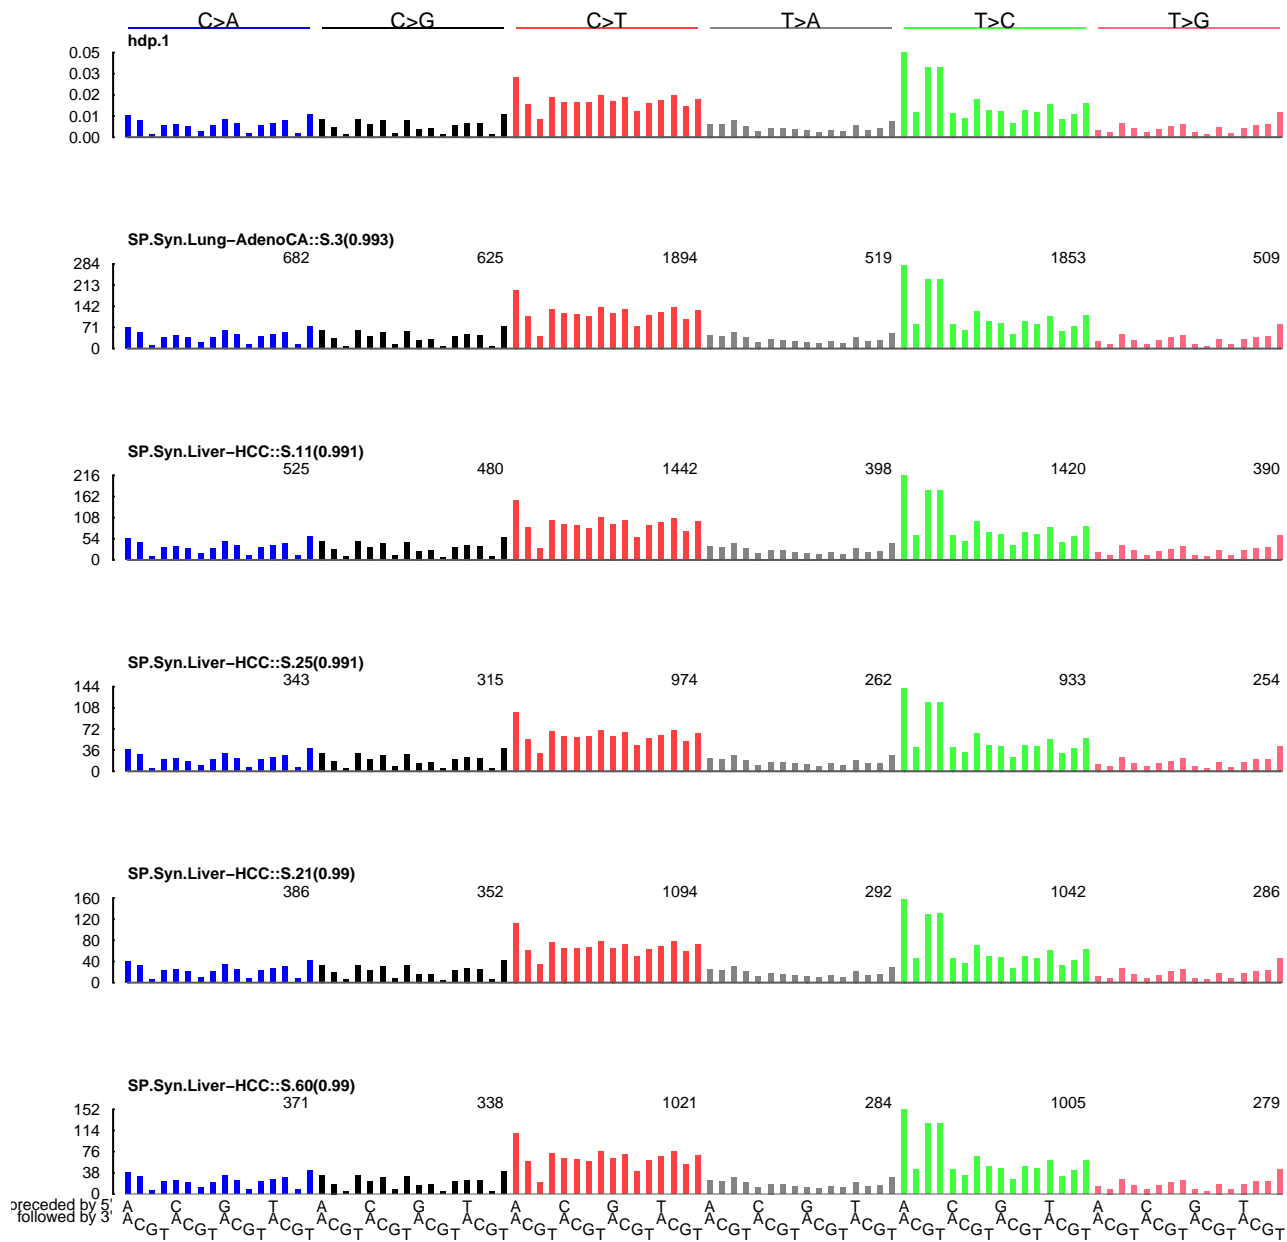 C>A C>G C>T T>A T>C T>G
hdp.1
0.05
0.03
0.02
0.01
0.00
SP.Syn.Lung−AdenoCA::S.3(0.993)
682 625 1894 519 1853 509
284
213
142
71
0
SP.Syn.Liver−HCC::S.11(0.991)
525 480 1442 398 1420 390
216
162
108
54
0
SP.Syn.Liver−HCC::S.25(0.991)
343 315 974 262 933 254
144
108
72
36
0
SP.Syn.Liver−HCC::S.21(0.99)
386 352 1094 292 1042 286
160
120
80
40
0
SP.Syn.Liver−HCC::S.60(0.99)
371 338 1021 284 1005 279
152
114
76
38
0
preceded by 5' A C G T A C G T A C G T A C G T A C G T A C G T
followed by 3' A C G T A C G T A C G T A C G T A C G T A C G T A C G T A C G T A C G T A C G T A C G T A C G T A C G T A C G T A C G T A C G T A C G T A C G T A C G T A C G T A C G T A C G T A C G T A C G T